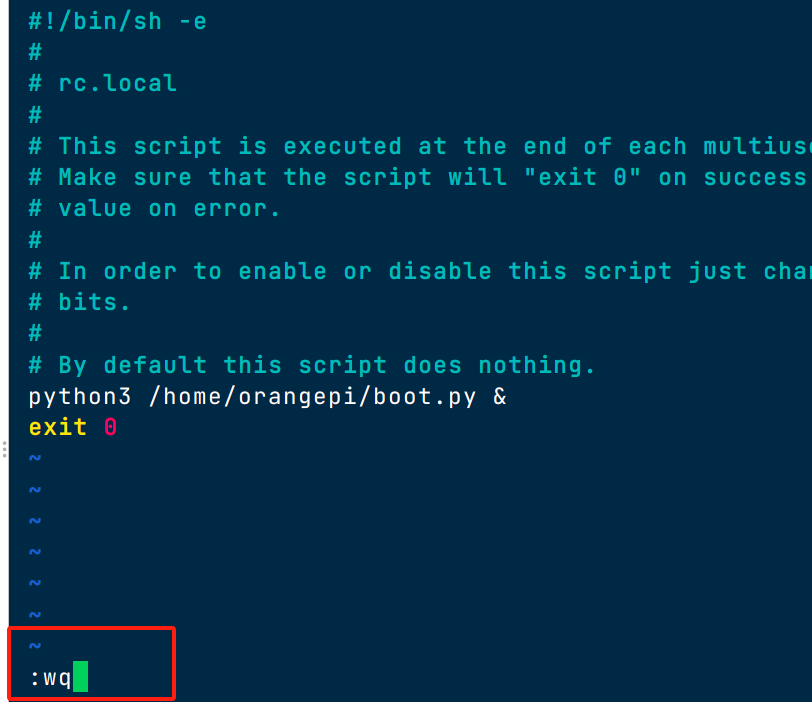 #!/bin/sh -e
#
# rc.local
#
# This script is executed at the end of each
# Make sure that the script will "exit 0" on success
# value on error.
#
# In order to enable or disable this script just
# bits.
#
# By default this script does nothing.
python3 /home/orangepi/boot.py &
exit 0
~
~
~
~
~
~
~
:wq